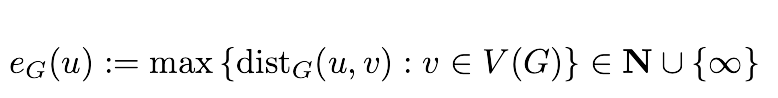 e_G(u) := max {dist_G(u, v) : v ∈ V(G)} ∈ N ∪ {∞}